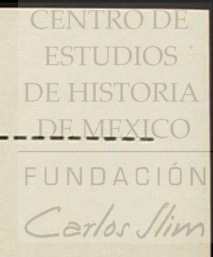 CENTRO DE
ESTUDIOS
DE HISTORIA
DE MEXICO
FUNDACIÓN
Carlos Slim